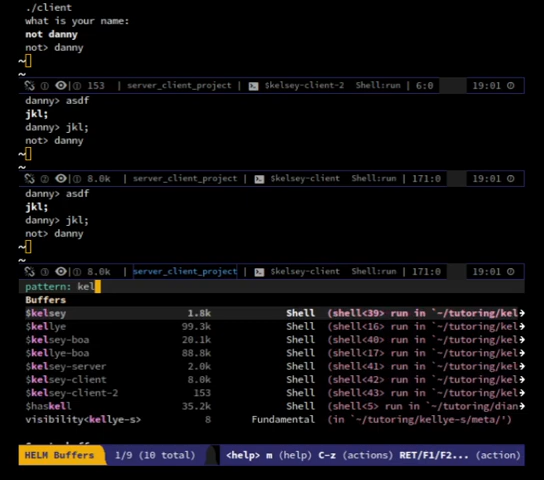 ./client
what is your name:
not danny
not> danny
~
① 153 | server_client_project | $kelsey-client-2 Shell:run | 6:0 19:01
danny> asdf
jkl;
danny> jkl;
not> danny
~
~
② ① 8.0k | server_client_project | $kelsey-client Shell:run | 171:0 19:01
danny> asdf
jkl;
danny> jkl;
not> danny
~
~
③ ① 8.0k | server_client_project | $kelsey-client Shell:run | 171:0 19:01
pattern: kel
Buffers
$kelsey 1.8k Shell (shell<39> run in `~/tutoring/kel
$kellye 99.3k Shell (shell<16> run in `~/tutoring/kel
$kelsey-boa 20.1k Shell (shell<40> run in `~/tutoring/kel
$kellye-boa 88.8k Shell (shell<17> run in `~/tutoring/kel
$kelsey-server 2.0k Shell (shell<41> run in `~/tutoring/kel
$kelsey-client 8.0k Shell (shell<42> run in `~/tutoring/kel
$kelsey-client-2 153 Shell (shell<43> run in `~/tutoring/kel
$haskell 35.2k Shell (shell<5> run in `~/tutoring/dian
visibility<kellye-s> 8 Fundamental (in `~/tutoring/kellye-s/meta/')
HELM Buffers 1/9 (10 total) <help> m (help) C-z (actions) RET/F1/F2... (action)